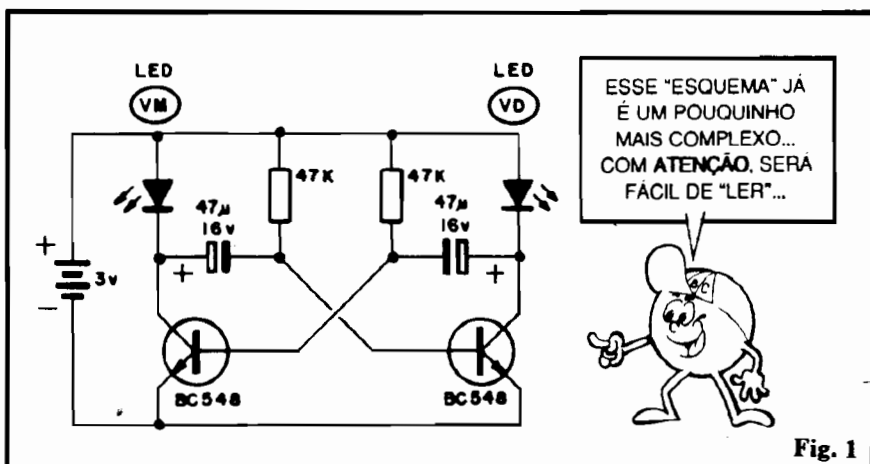 LED
VM
LED
VD
ESSE "ESQUEMA" JÁ
É UM POUQUINHO
MAIS COMPLEXO...
COM ATENÇÃO, SERÁ
FÁCIL DE "LER"...
47K
47K
47µ
16v
47µ
16v
+
+
+
3v
-
BC548
BC548
B/C
Fig. 1